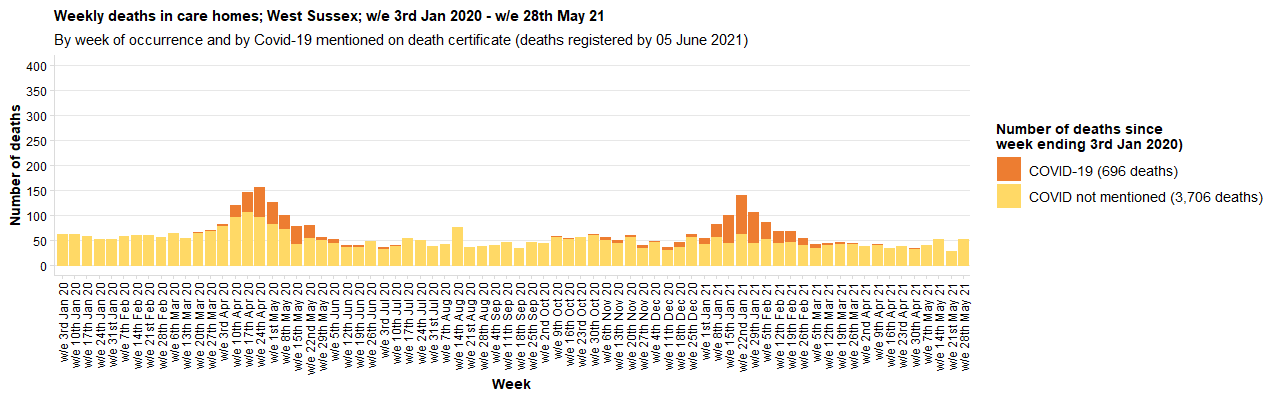 Weekly deaths in care homes; West Sussex; w/e 3rd Jan 2020 - w/e 28th May 21
By week of occurrence and by Covid-19 mentioned on death certificate (deaths registered by 05 June 2021)
Number of deaths
400
350
300
250
200
150
100
50
0
w/e 3rd Jan 20
w/e 10th Jan 20
w/e 17th Jan 20
w/e 24th Jan 20
w/e 31st Jan 20
w/e 7th Feb 20
w/e 14th Feb 20
w/e 21st Feb 20
w/e 28th Feb 20
w/e 6th Mar 20
w/e 13th Mar 20
w/e 20th Mar 20
w/e 27th Mar 20
w/e 3rd Apr 20
w/e 10th Apr 20
w/e 17th Apr 20
w/e 24th Apr 20
w/e 1st May 20
w/e 8th May 20
w/e 15th May 20
w/e 22nd May 20
w/e 29th May 20
w/e 5th Jun 20
w/e 12th Jun 20
w/e 19th Jun 20
w/e 26th Jun 20
w/e 3rd Jul 20
w/e 10th Jul 20
w/e 17th Jul 20
w/e 24th Jul 20
w/e 31st Jul 20
w/e 7th Aug 20
w/e 14th Aug 20
w/e 21st Aug 20
w/e 28th Aug 20
w/e 4th Sep 20
w/e 11th Sep 20
w/e 18th Sep 20
w/e 25th Sep 20
w/e 2nd Oct 20
w/e 9th Oct 20
w/e 16th Oct 20
w/e 23rd Oct 20
w/e 30th Oct 20
w/e 6th Nov 20
w/e 13th Nov 20
w/e 20th Nov 20
w/e 27th Nov 20
w/e 4th Dec 20
w/e 11th Dec 20
w/e 18th Dec 20
w/e 25th Dec 20
w/e 1st Jan 21
w/e 8th Jan 21
w/e 15th Jan 21
w/e 22nd Jan 21
w/e 29th Jan 21
w/e 5th Feb 21
w/e 12th Feb 21
w/e 19th Feb 21
w/e 26th Feb 21
w/e 5th Mar 21
w/e 12th Mar 21
w/e 19th Mar 21
w/e 26th Mar 21
w/e 2nd Apr 21
w/e 9th Apr 21
w/e 16th Apr 21
w/e 23rd Apr 21
w/e 30th Apr 21
w/e 7th May 21
w/e 14th May 21
w/e 21st May 21
w/e 28th May 21
Week
Number of deaths since
week ending 3rd Jan 2020)
COVID-19 (696 deaths)
COVID not mentioned (3,706 deaths)